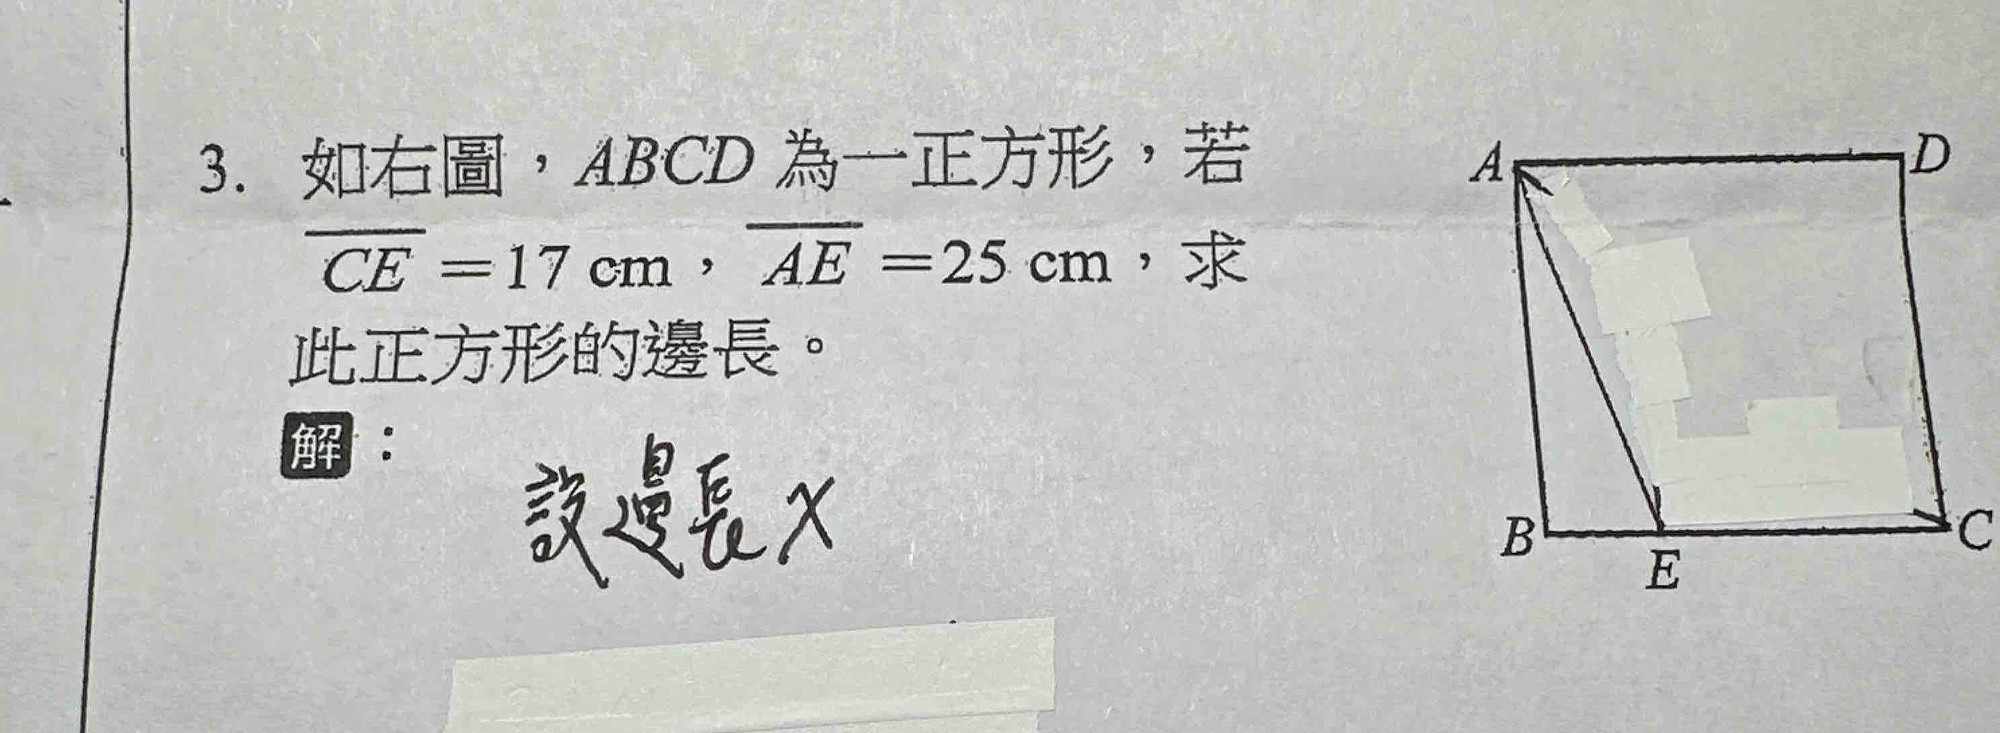 3. 如右圖，ABCD 為一正方形，若
CE =17 cm，AE =25 cm，求
此正方形的邊長。
解：
設邊長 x
A
D
B
E
C